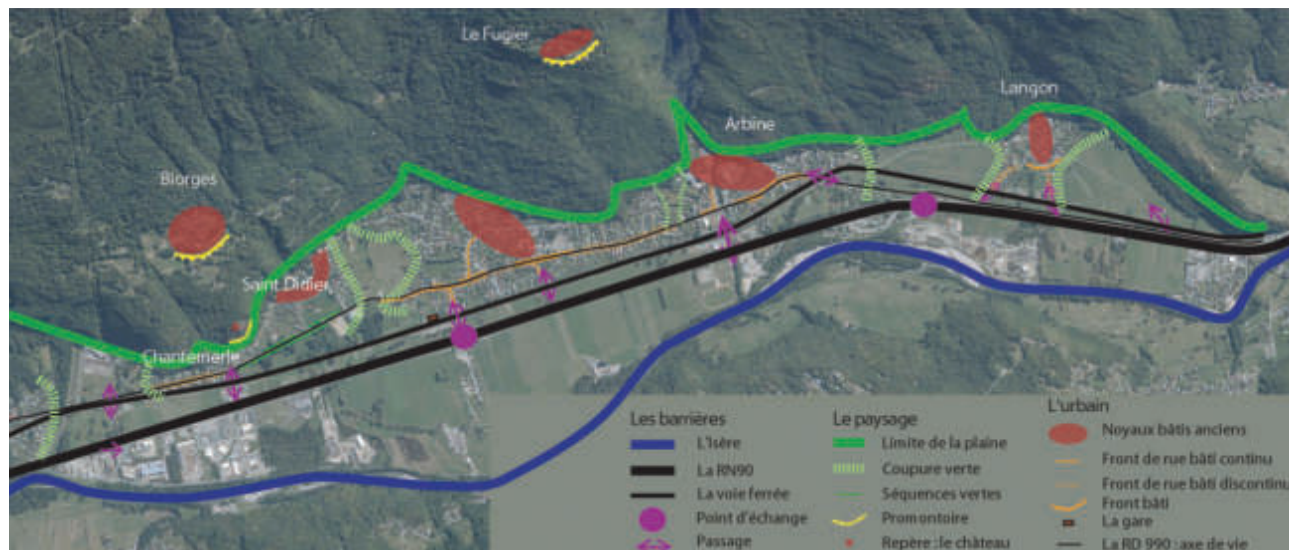 Le Fugier
Langon
Arbine
Blorges
Saint Didier
Chantemerle
Les barrières
L'Isère
La RN90
La voie ferrée
Point d'échange
Passage
Le paysage
Limite de la plaine
Coupure verte
Séquences vertes
Promontoire
Repère : le château
L'urbain
Noyaux bâtis anciens
Front de rue bâti continu
Front de rue bâti discontinu
Front bâti
La gare
La RD 990 : axe de vie